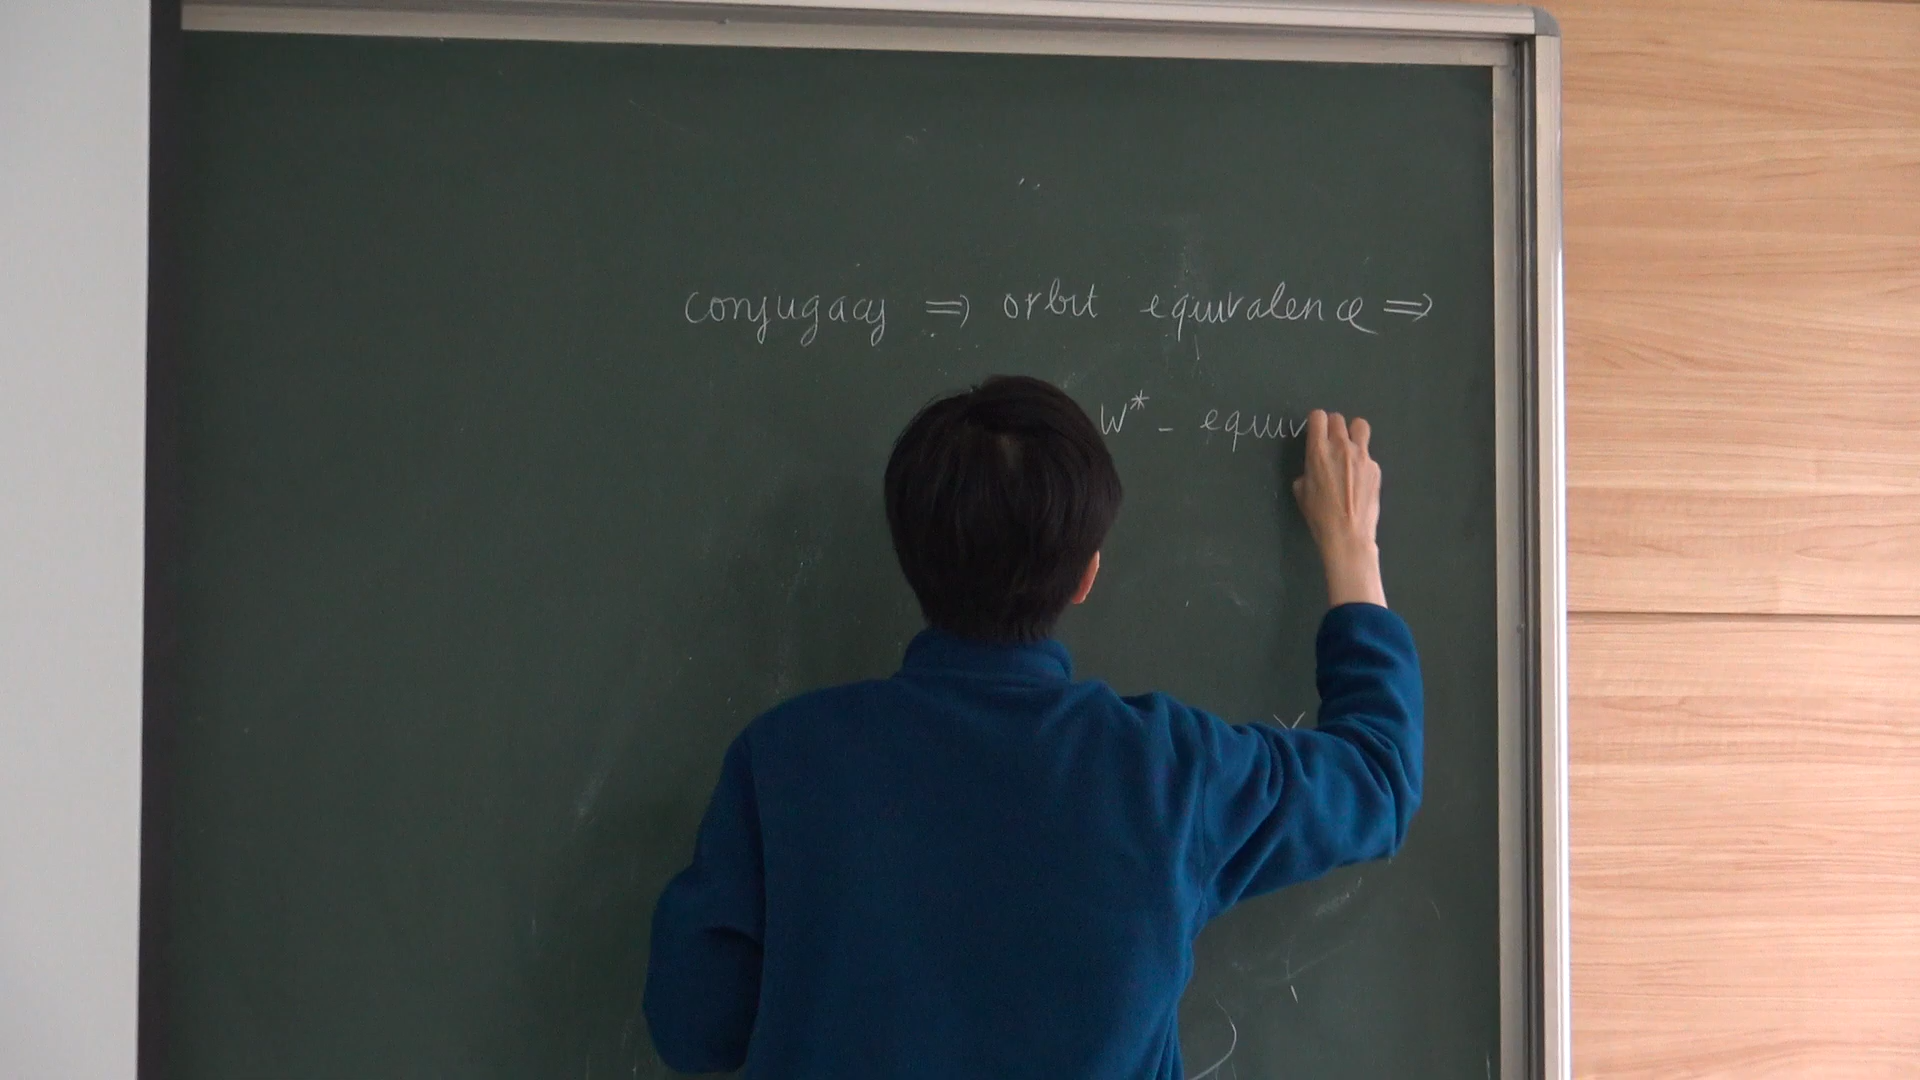 conjugacy ⇒ orbit equivalence ⇒
W* - equiv